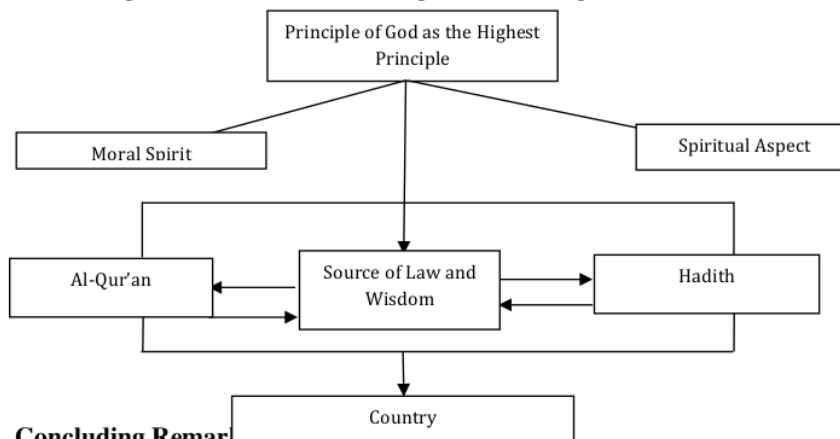 Principle of God as the Highest
Principle
Moral Spirit
Spiritual Aspect
Al-Qur’an
Source of Law and
Wisdom
Hadith
Country
Concluding